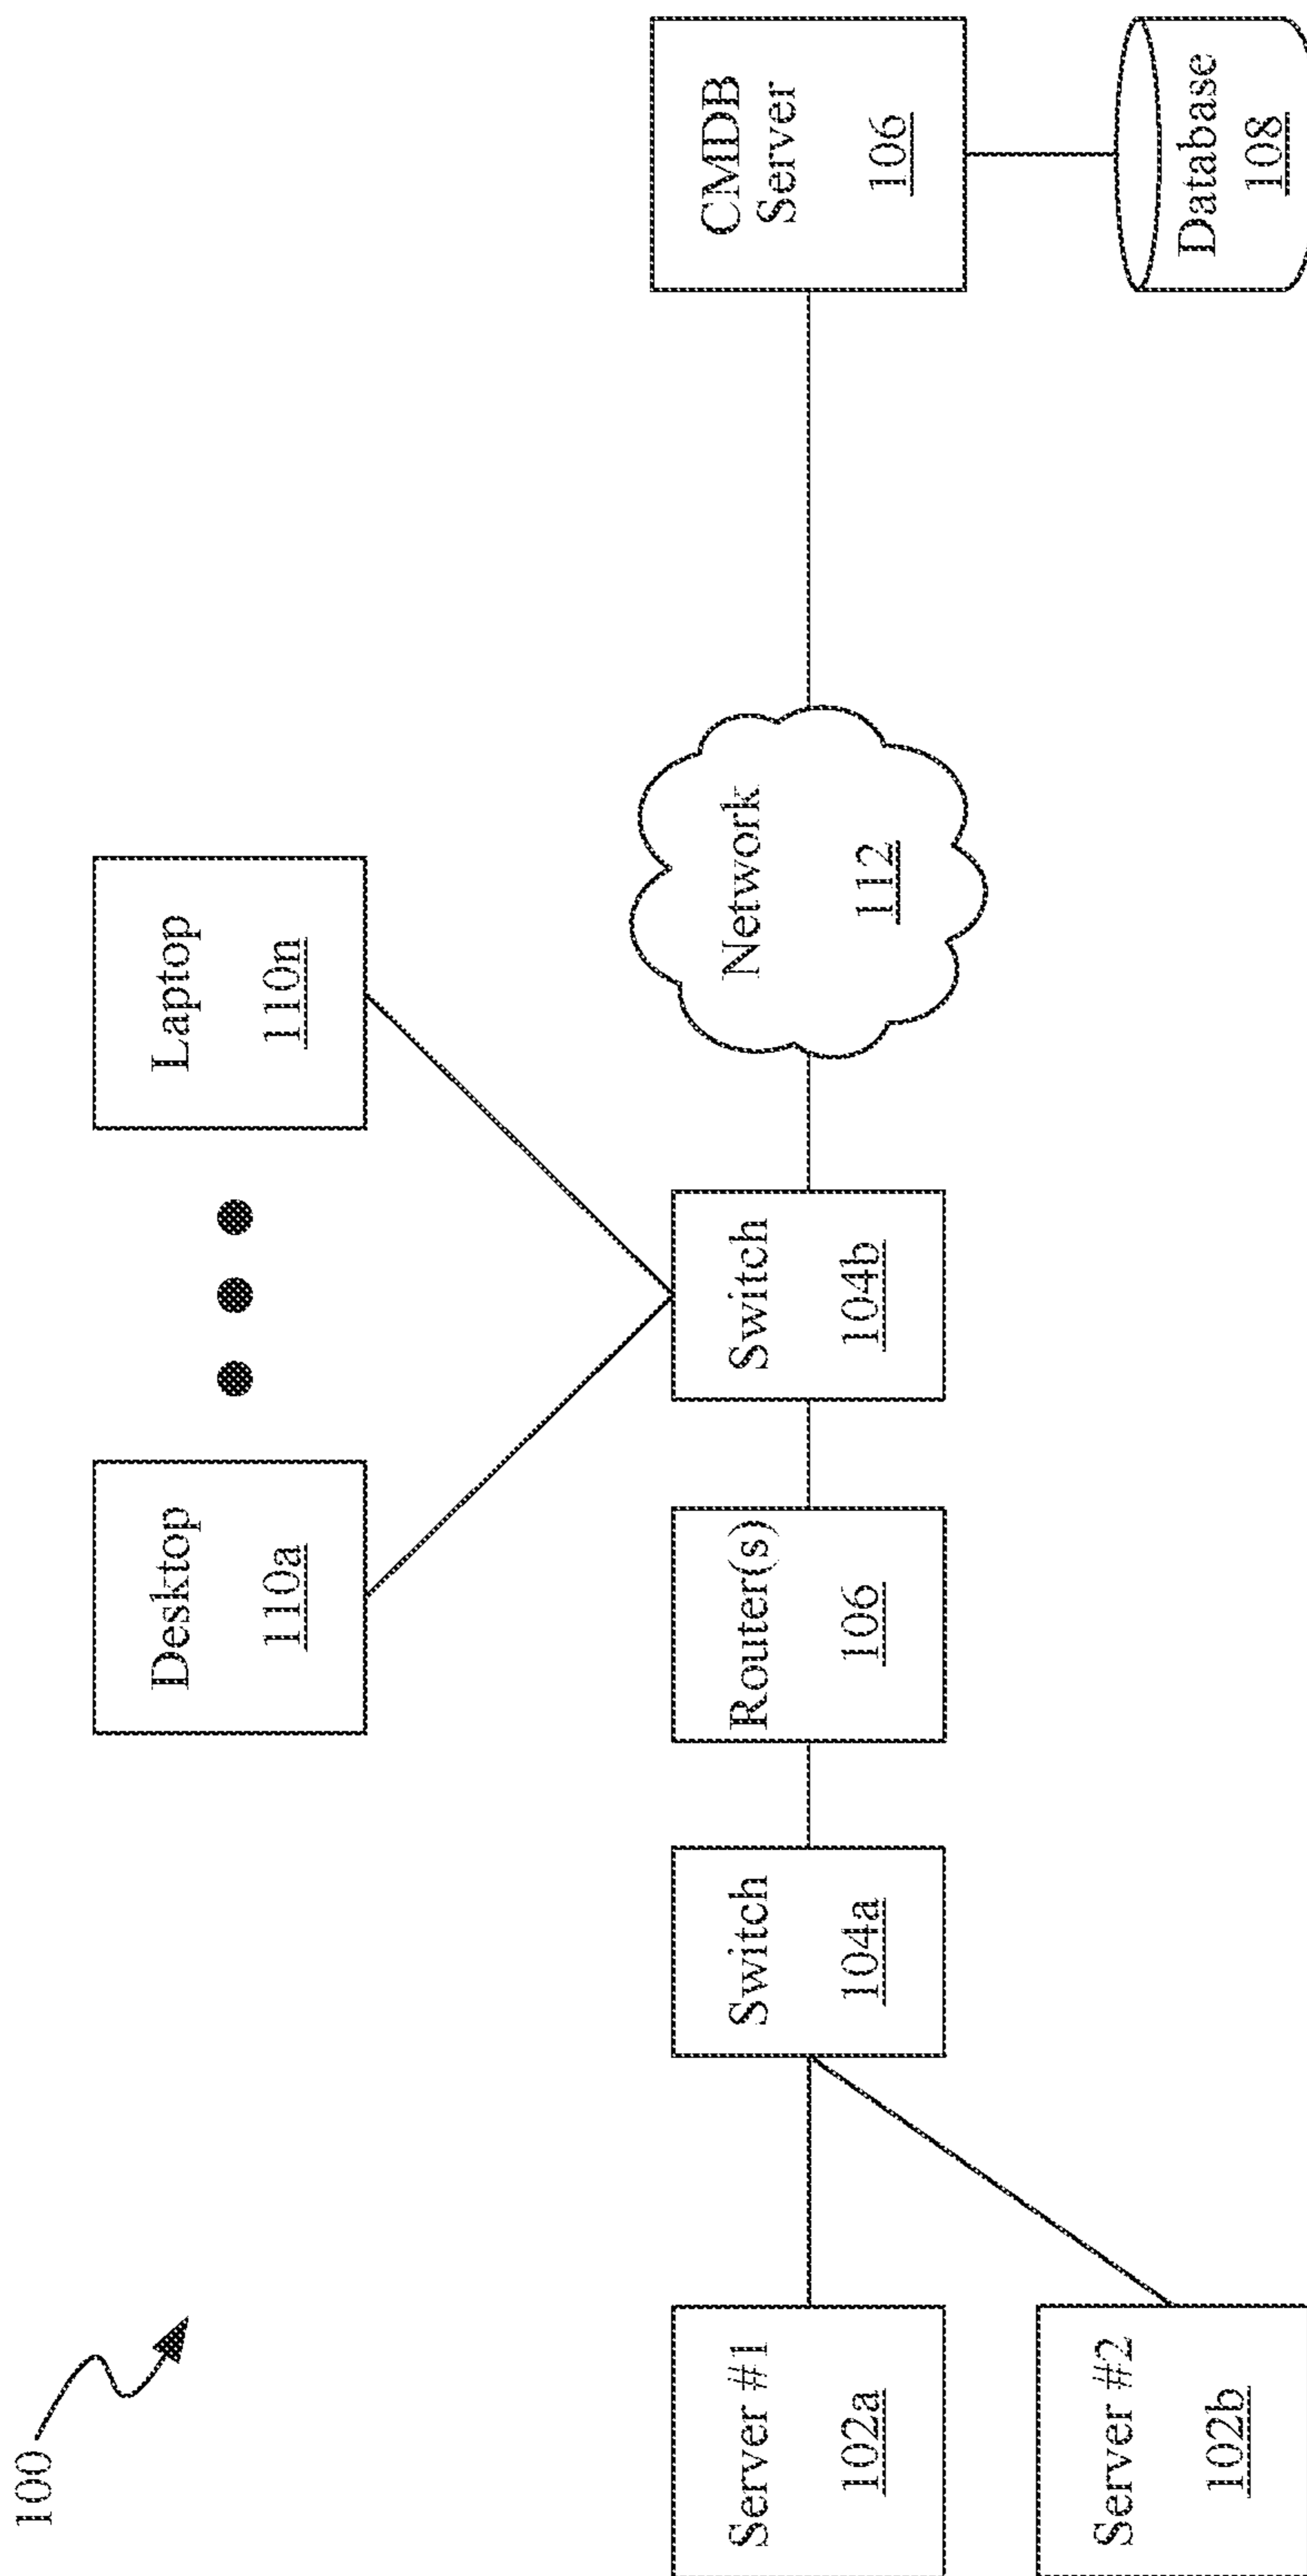 100
Desktop
110a
Laptop
110n
Server #1
102a
Switch
104a
Router(s)
106
Switch
104b
Network
112
CMDB
Server
106
Server #2
102b
Database
108